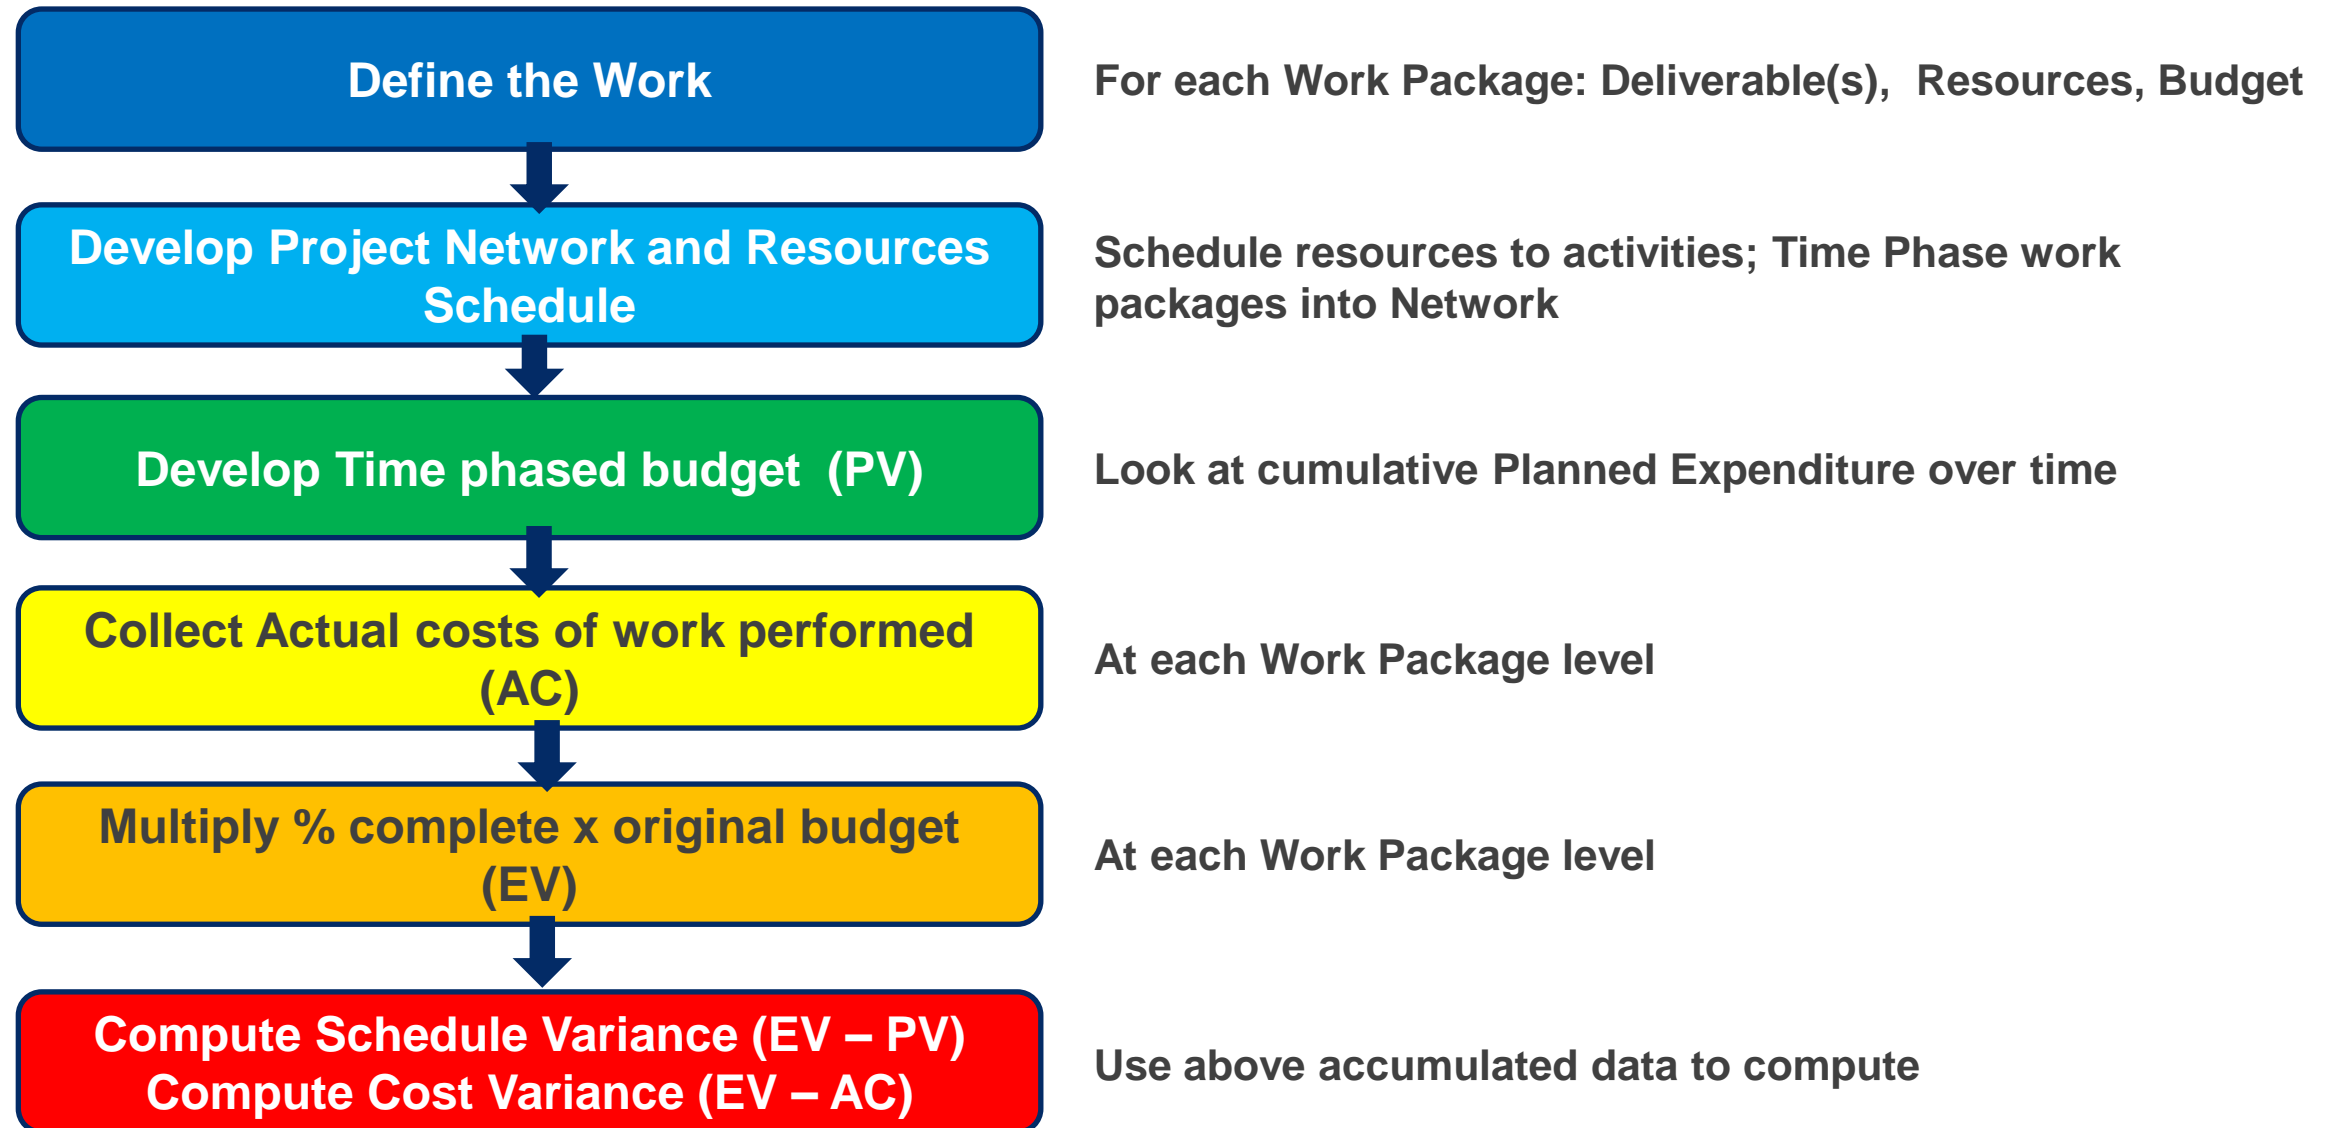 Define the Work
For each Work Package: Deliverable(s),  Resources, Budget
Develop Project Network and Resources
Schedule
Schedule resources to activities; Time Phase work
packages into Network
Develop Time phased budget  (PV)
Look at cumulative Planned Expenditure over time
Collect Actual costs of work performed
(AC)
At each Work Package level
Multiply % complete x original budget
(EV)
At each Work Package level
Compute Schedule Variance (EV – PV)
Compute Cost Variance (EV – AC)
Use above accumulated data to compute